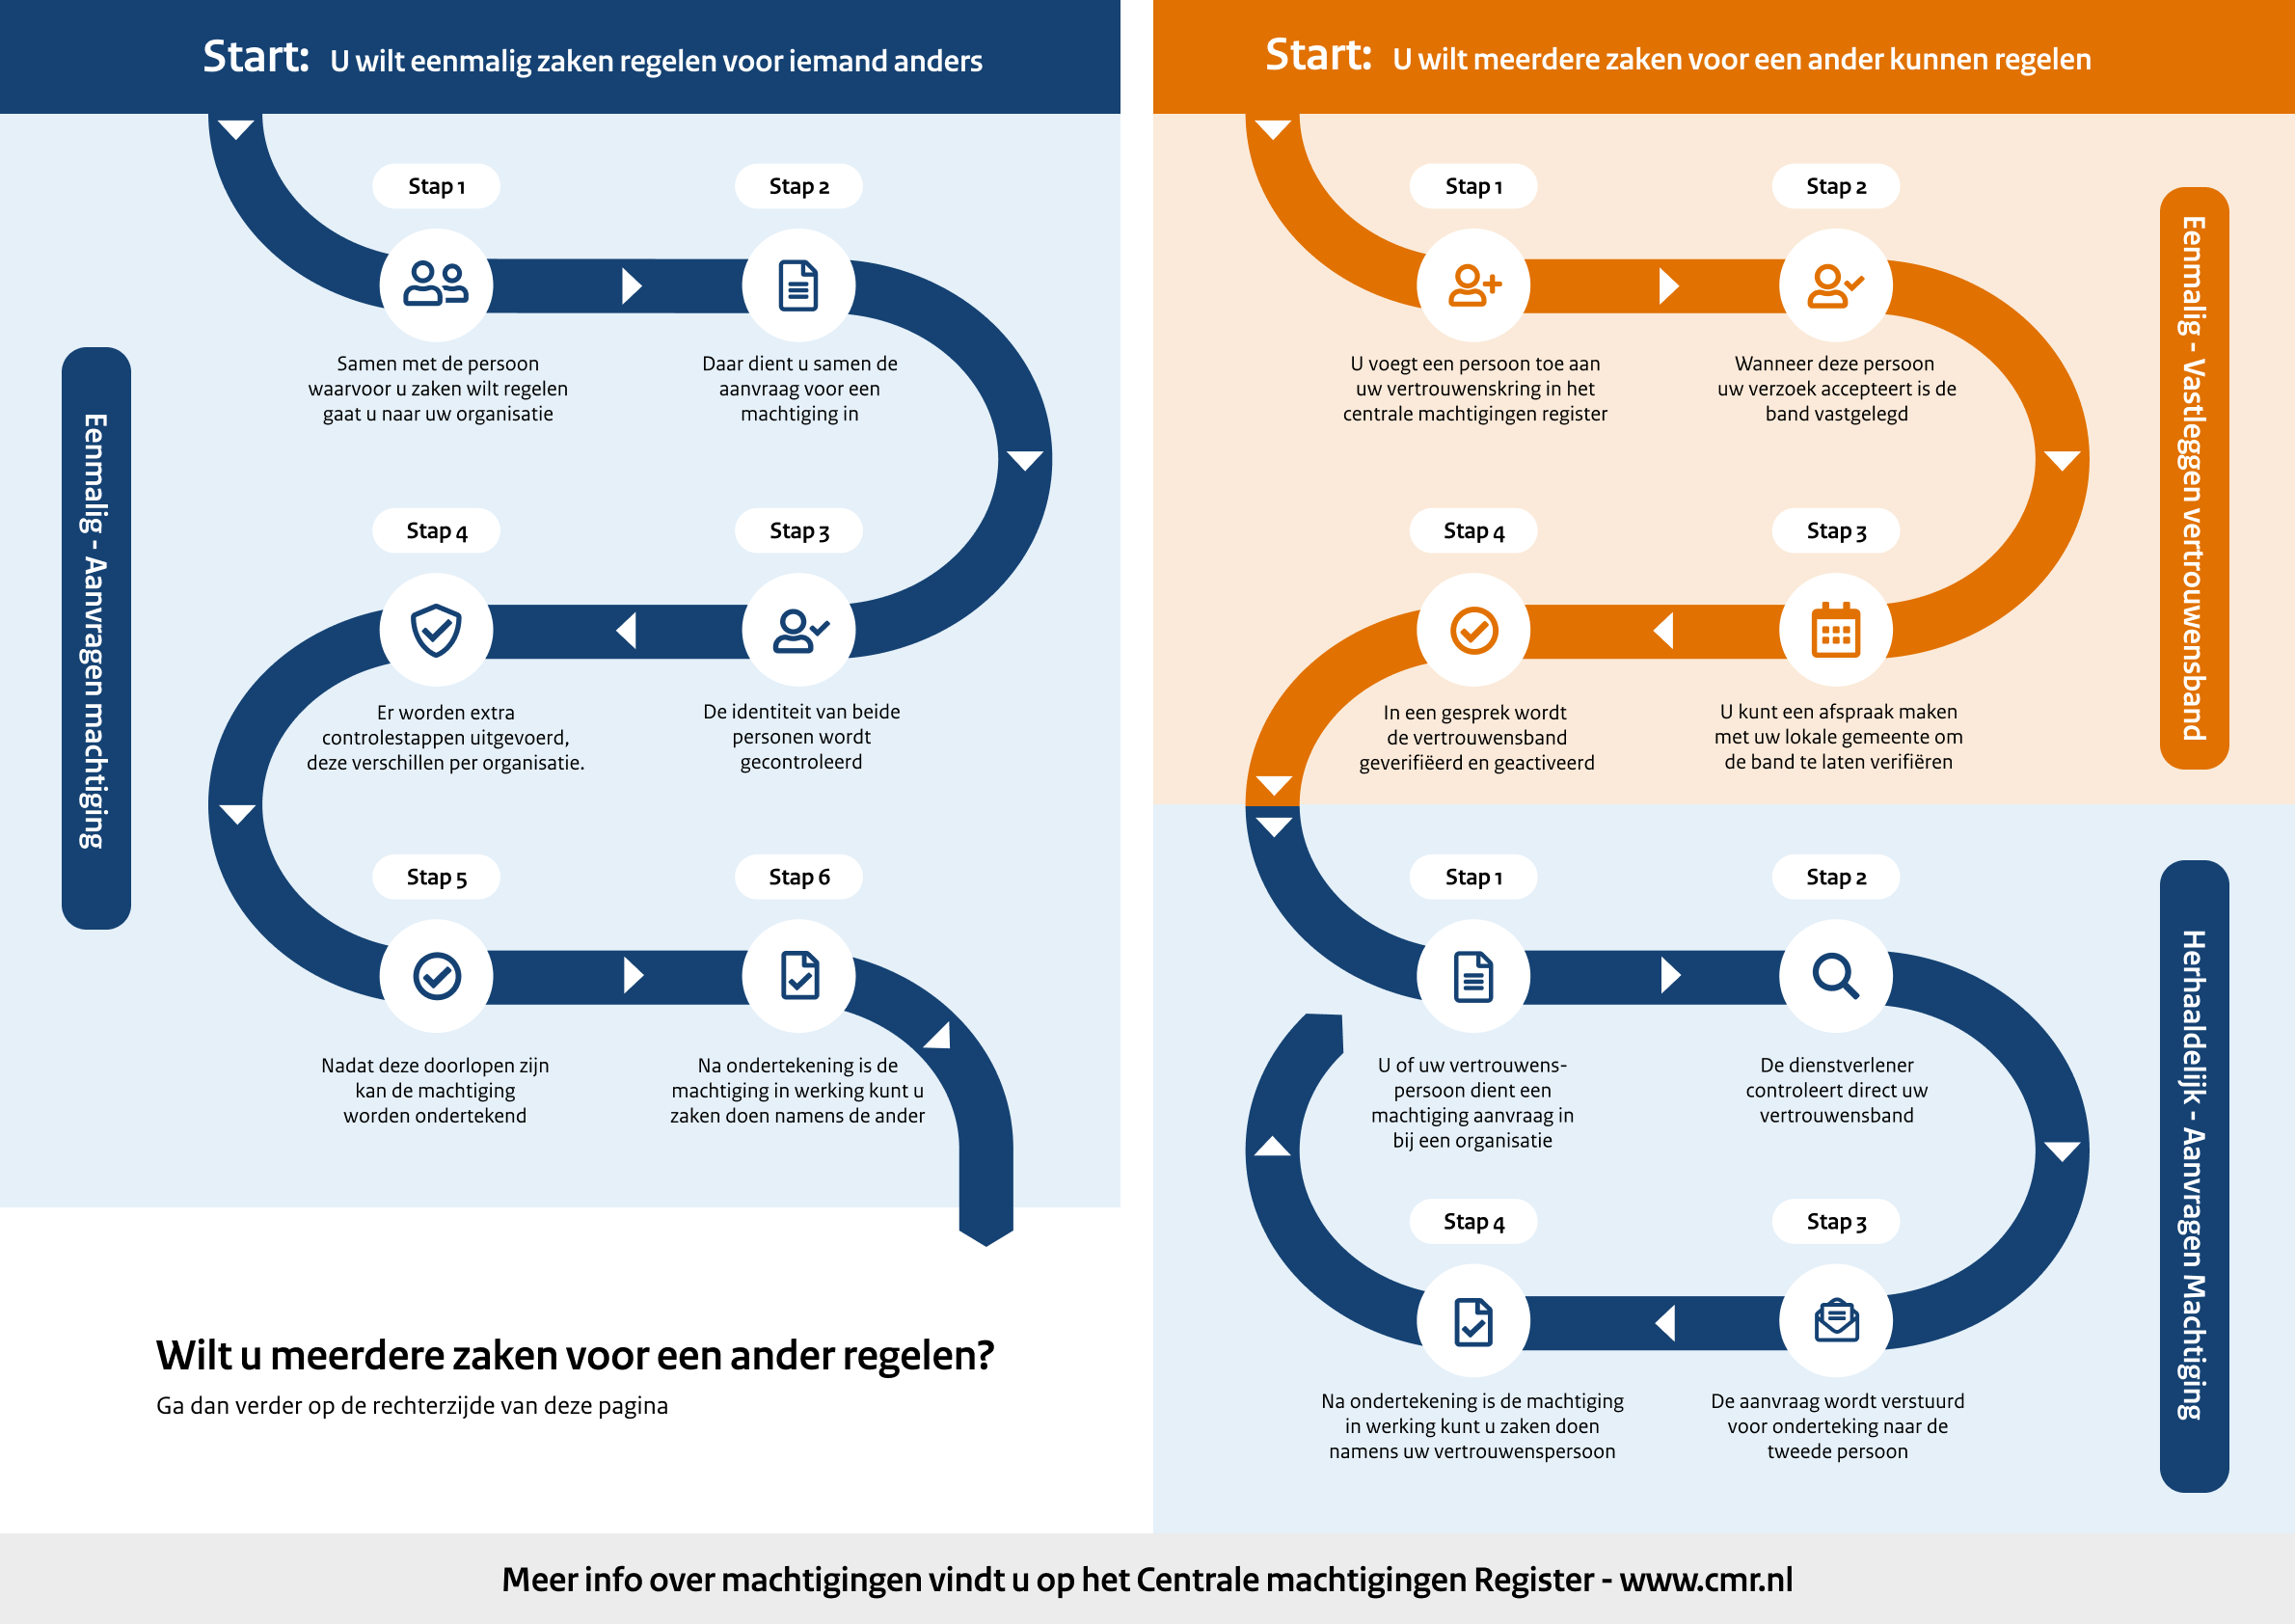 Start: U wilt eenmalig zaken regelen voor iemand anders
Eenmalig - Aanvragen machtiging
Stap 1
Samen met de persoon
waarvoor u zaken wilt regelen
gaat u naar uw organisatie
Stap 2
Daar dient u samen de
aanvraag voor een
machtiging in
Stap 3
De identiteit van beide
personen wordt
gecontroleerd
Stap 4
Er worden extra
controlestappen uitgevoerd,
deze verschillen per organisatie.
Stap 5
Nadat deze doorlopen zijn
kan de machtiging
worden ondertekend
Stap 6
Na ondertekening is de
machtiging in werking kunt u
zaken doen namens de ander
Wilt u meerdere zaken voor een ander regelen?
Ga dan verder op de rechterzijde van deze pagina
Start: U wilt meerdere zaken voor een ander kunnen regelen
Eenmalig - Vastleggen vertrouwensband
Stap 1
U voegt een persoon toe aan
uw vertrouwenskring in het
centrale machtigingen register
Stap 2
Wanneer deze persoon
uw verzoek accepteert is de
band vastgelegd
Stap 3
U kunt een afspraak maken
met uw lokale gemeente om
de band te laten verifiëren
Stap 4
In een gesprek wordt
de vertrouwensband
geverifiëerd en geactiveerd
Herhaaldelijk - Aanvragen Machtiging
Stap 1
U of uw vertrouwens-
persoon dient een
machtiging aanvraag in
bij een organisatie
Stap 2
De dienstverlener
controleert direct uw
vertrouwensband
Stap 3
De aanvraag wordt verstuurd
voor onderteking naar de
tweede persoon
Stap 4
Na ondertekening is de machtiging
in werking kunt u zaken doen
namens uw vertrouwenspersoon
Meer info over machtigingen vindt u op het Centrale machtigingen Register - www.cmr.nl